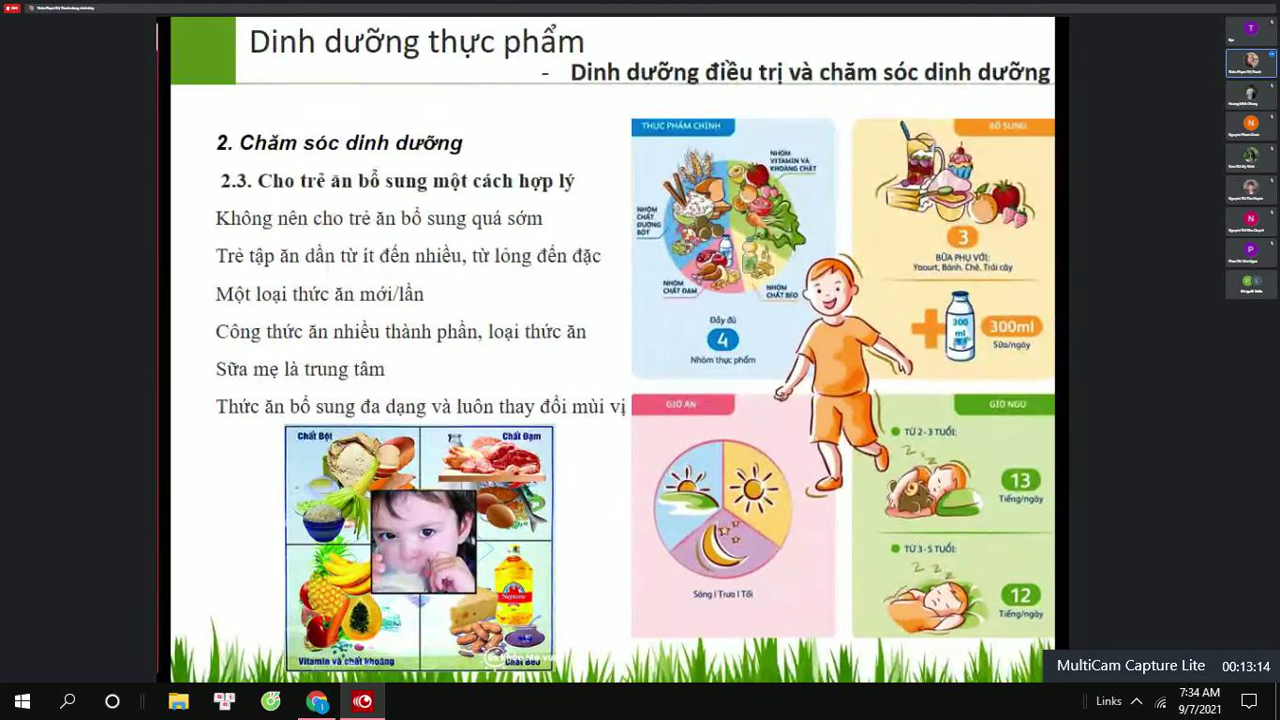 Dinh dưỡng thực phẩm
- Dinh dưỡng điều trị và chăm sóc dinh dưỡng
2. Chăm sóc dinh dưỡng
2.3. Cho trẻ ăn bổ sung một cách hợp lý
Không nên cho trẻ ăn bổ sung quá sớm
Trẻ tập ăn dần từ ít đến nhiều, từ lỏng đến đặc
Một loại thức ăn mới/lần
Công thức ăn nhiều thành phần, loại thức ăn
Sữa mẹ là trung tâm
Thức ăn bổ sung đa dạng và luôn thay đổi mùi vị
Chất Bột
Chất Đạm
Neptune
Vitamin và chất khoáng
Chất Béo
THỰC PHẨM CHÍNH
NHÓM
VITAMIN VÀ
KHOÁNG CHẤT
NHÓM
CHẤT
ĐƯỜNG
BỘT
NHÓM
CHẤT ĐẠM
NHÓM
CHẤT BÉO
Đầy đủ
4
Nhóm thực phẩm
BỔ SUNG
3
BỮA PHỤ VỚI:
Yaourt, Bánh, Chè, Trái cây
300
ml
300ml
Sữa/ngày
GIỜ ĂN
Sáng | Trưa | Tối
GIỜ NGỦ
TỪ 2 - 3 TUỔI:
13
Tiếng/ngày
TỪ 3 - 5 TUỔI:
12
Tiếng/ngày
MultiCam Capture Lite
00:13:14
Links
7:34 AM
9/7/2021